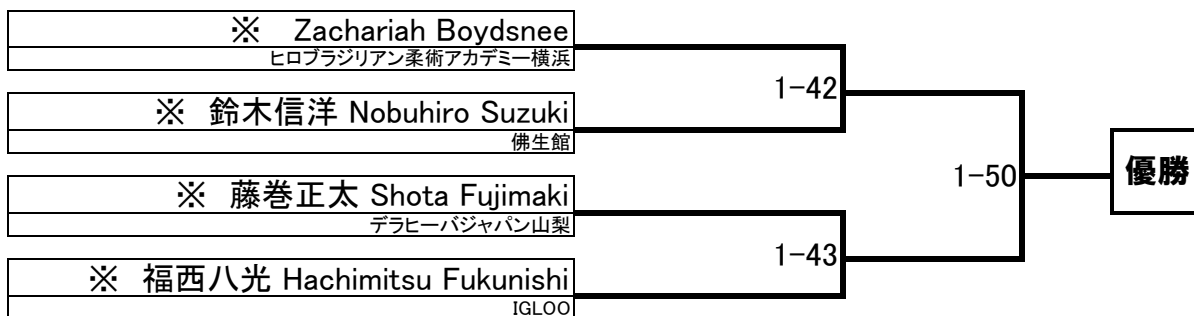 ※ Zachariah Boydsnee
ヒロブラジリアン柔術アカデミー横浜
1-42
※ 鈴木信洋 Nobuhiro Suzuki
佛生館
1-50
優勝
※ 藤巻正太 Shota Fujimaki
デラヒーバジャパン山梨
1-43
※ 福西八光 Hachimitsu Fukunishi
IGLOO